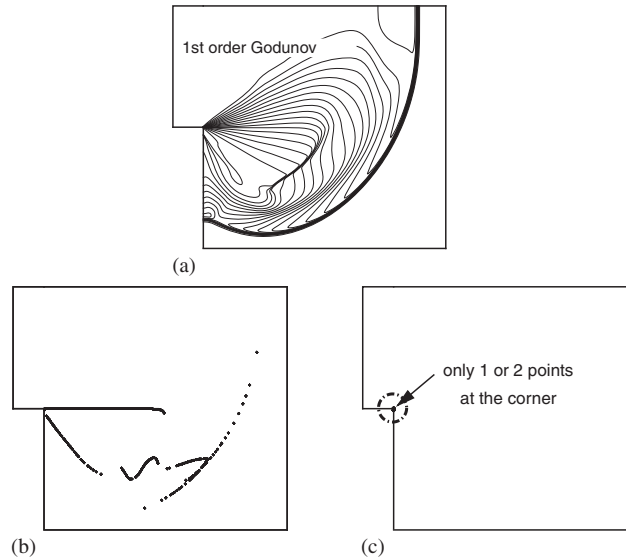 1st order Godunov
(a)
only 1 or 2 points
at the corner
(b)
(c)